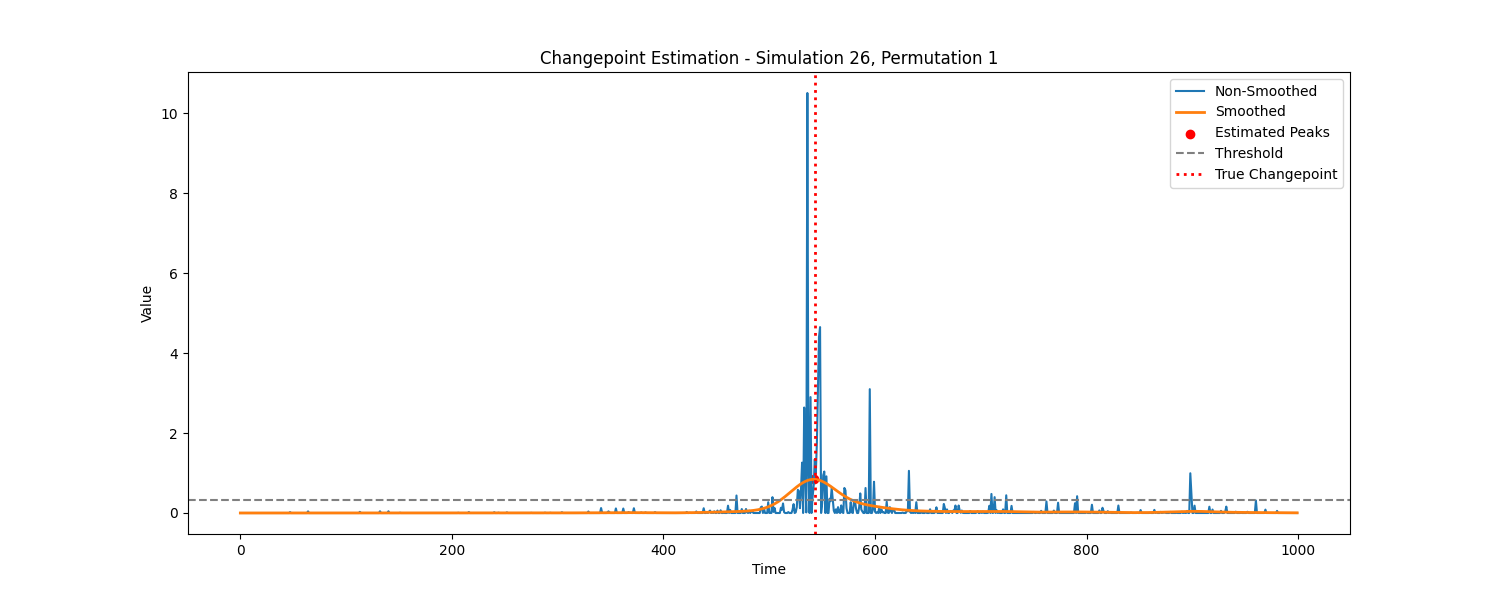 Changepoint Estimation - Simulation 26, Permutation 1
Non-Smoothed
Smoothed
Estimated Peaks
Threshold
True Changepoint
Value
10
8
6
4
2
0
0
200
400
600
800
1000
Time